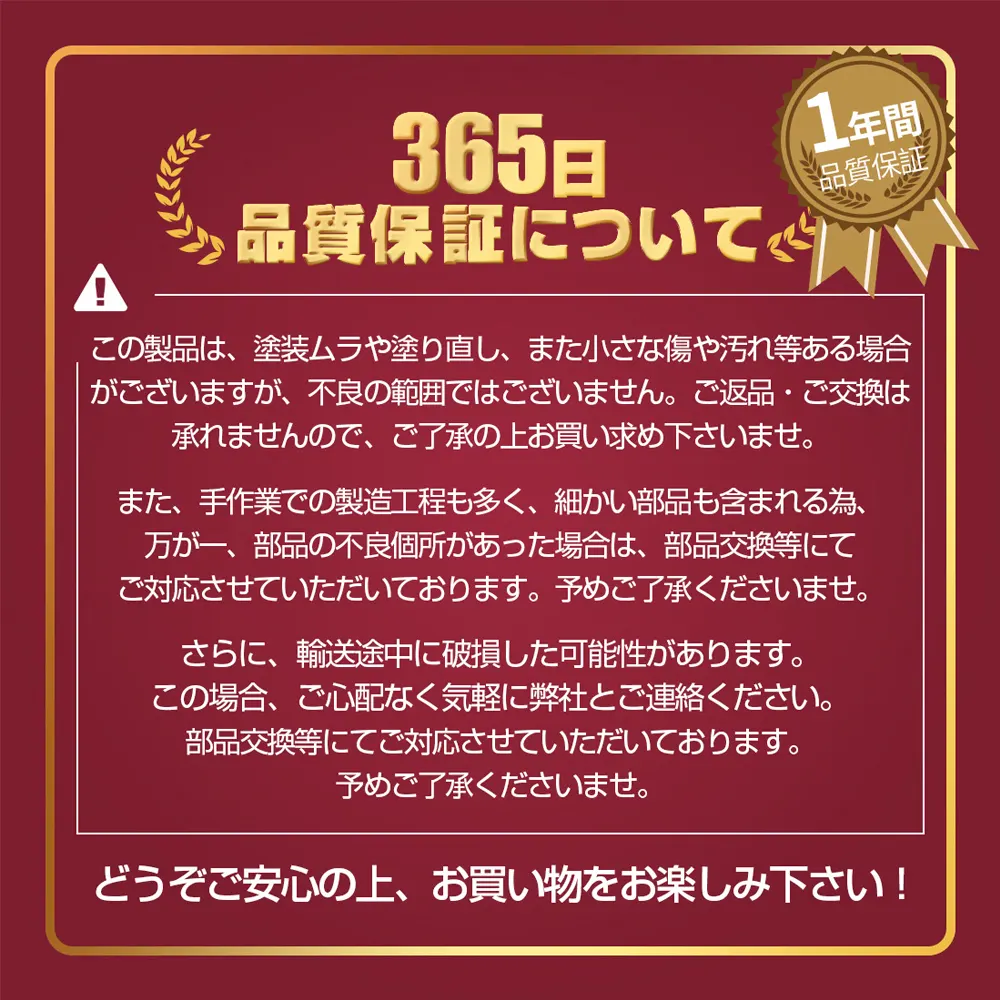 365日
品質保証について
1年間
品質保証
!
この製品は、塗装ムラや塗り直し、また小さな傷や汚れ等ある場合
がございますが、不良の範囲ではございません。ご返品・ご交換は
承れませんので、ご了承の上お買い求め下さいませ。
また、手作業での製造工程も多く、細かい部品も含まれる為、
万が一、部品の不良個所があった場合は、部品交換等にて
ご対応させていただいております。予めご了承くださいませ。
さらに、輸送途中に破損した可能性があります。
この場合、ご心配なく気軽に弊社とご連絡ください。
部品交換等にてご対応させていただいております。
予めご了承くださいませ。
どうぞご安心の上、お買い物をお楽しみ下さい！